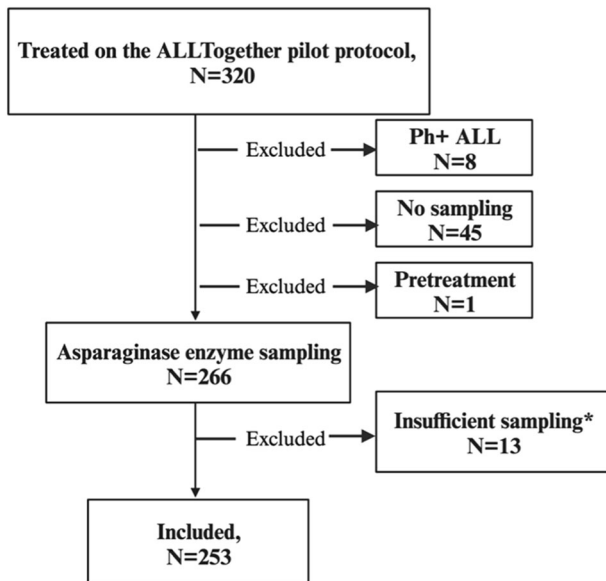 Treated on the ALLTogether pilot protocol,
N=320
Excluded
Ph+ ALL
N=8
Excluded
No sampling
N=45
Excluded
Pretreatment
N=1
Asparaginase enzyme sampling
N=266
Excluded
Insufficient sampling*
N=13
Included,
N=253